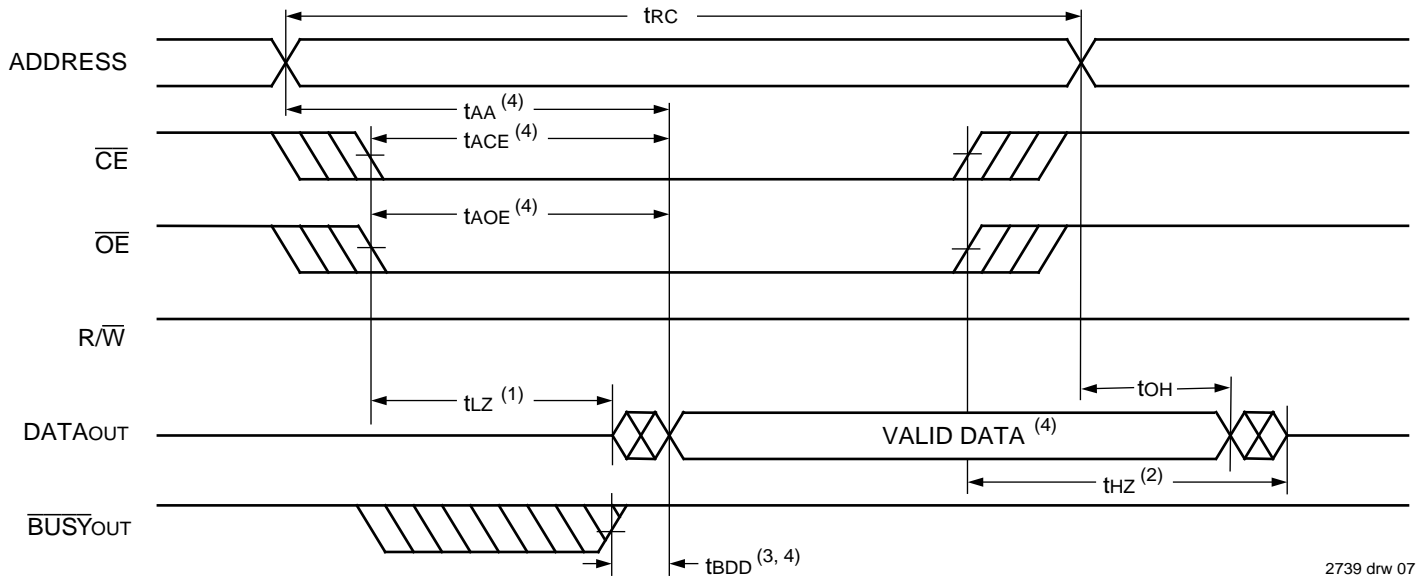 tRC
ADDRESS
tAA (4)
tACE (4)
CE
tAOE (4)
OE
R/W
tOH
tLZ (1)
DATAOUT
VALID DATA (4)
tHZ (2)
BUSYOUT
tBDD (3, 4)
2739 drw 07